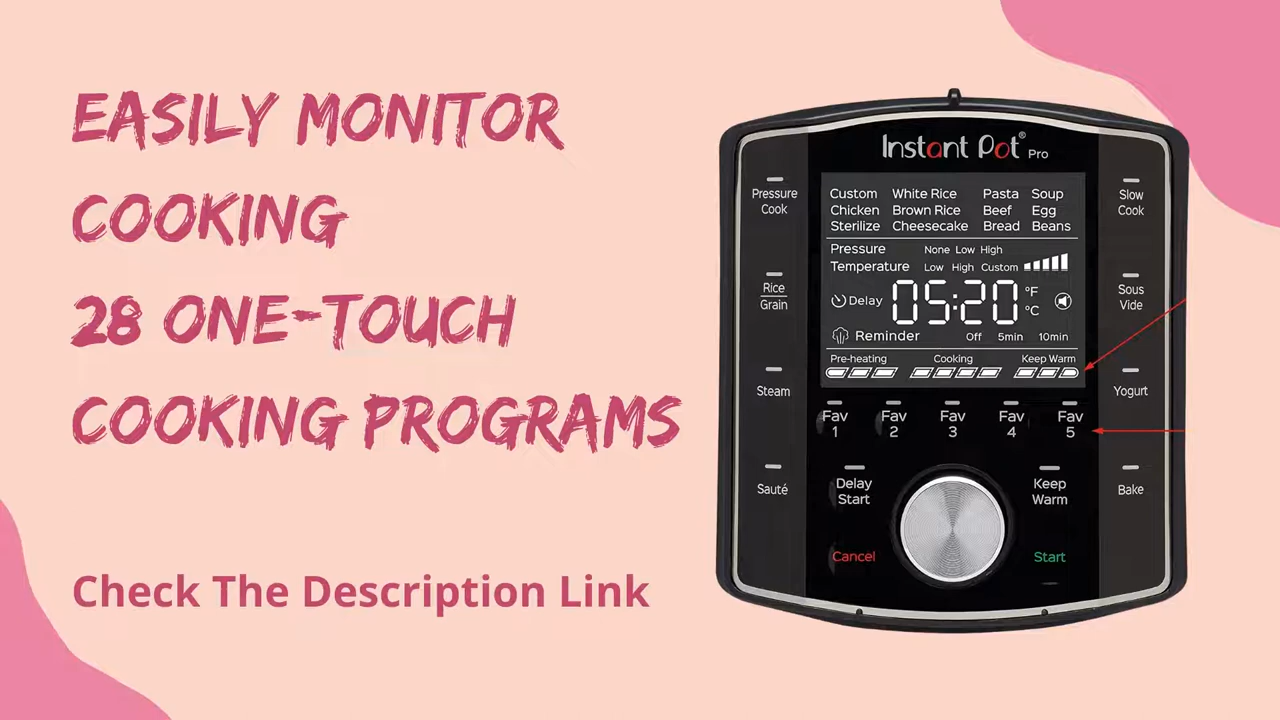 EASILY MONITOR
COOKING
28 ONE-TOUCH
COOKING PROGRAMS
Check The Description Link
Instant Pot® Pro
Pressure
Cook
Rice
Grain
Steam
Sauté
Custom White Rice Pasta Soup
Chicken Brown Rice Beef Egg
Sterilize Cheesecake Bread Beans
Pressure None Low High
Temperature Low High Custom
Delay 05:20 °F
°C
Reminder Off 5min 10min
Pre-heating Cooking Keep Warm
Fav Fav Fav Fav Fav
1 2 3 4 5
Delay
Start
Keep
Warm
Cancel
Start
Slow
Cook
Sous
Vide
Yogurt
Bake